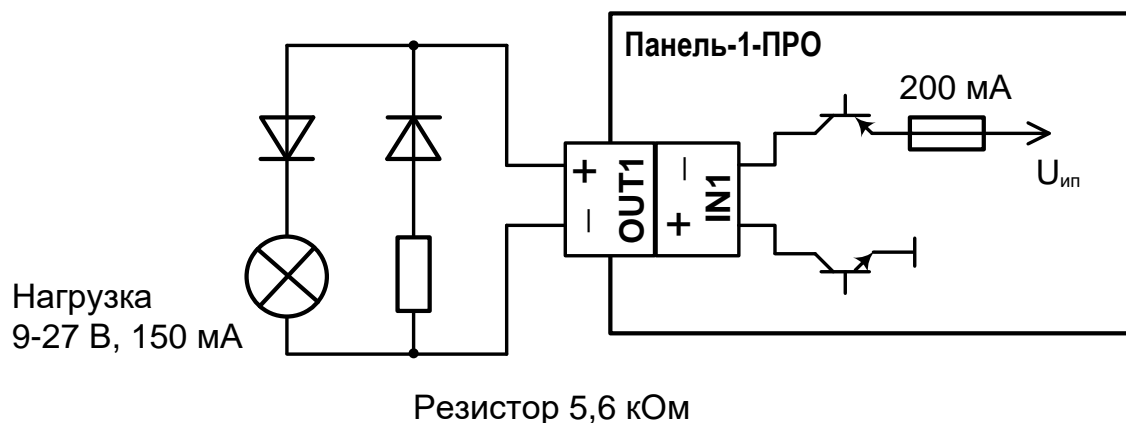 Панель-1-ПРО
200 мА
Uип
+ − OUT1
− + IN1
Нагрузка
9-27 В, 150 мА
Резистор 5,6 кОм